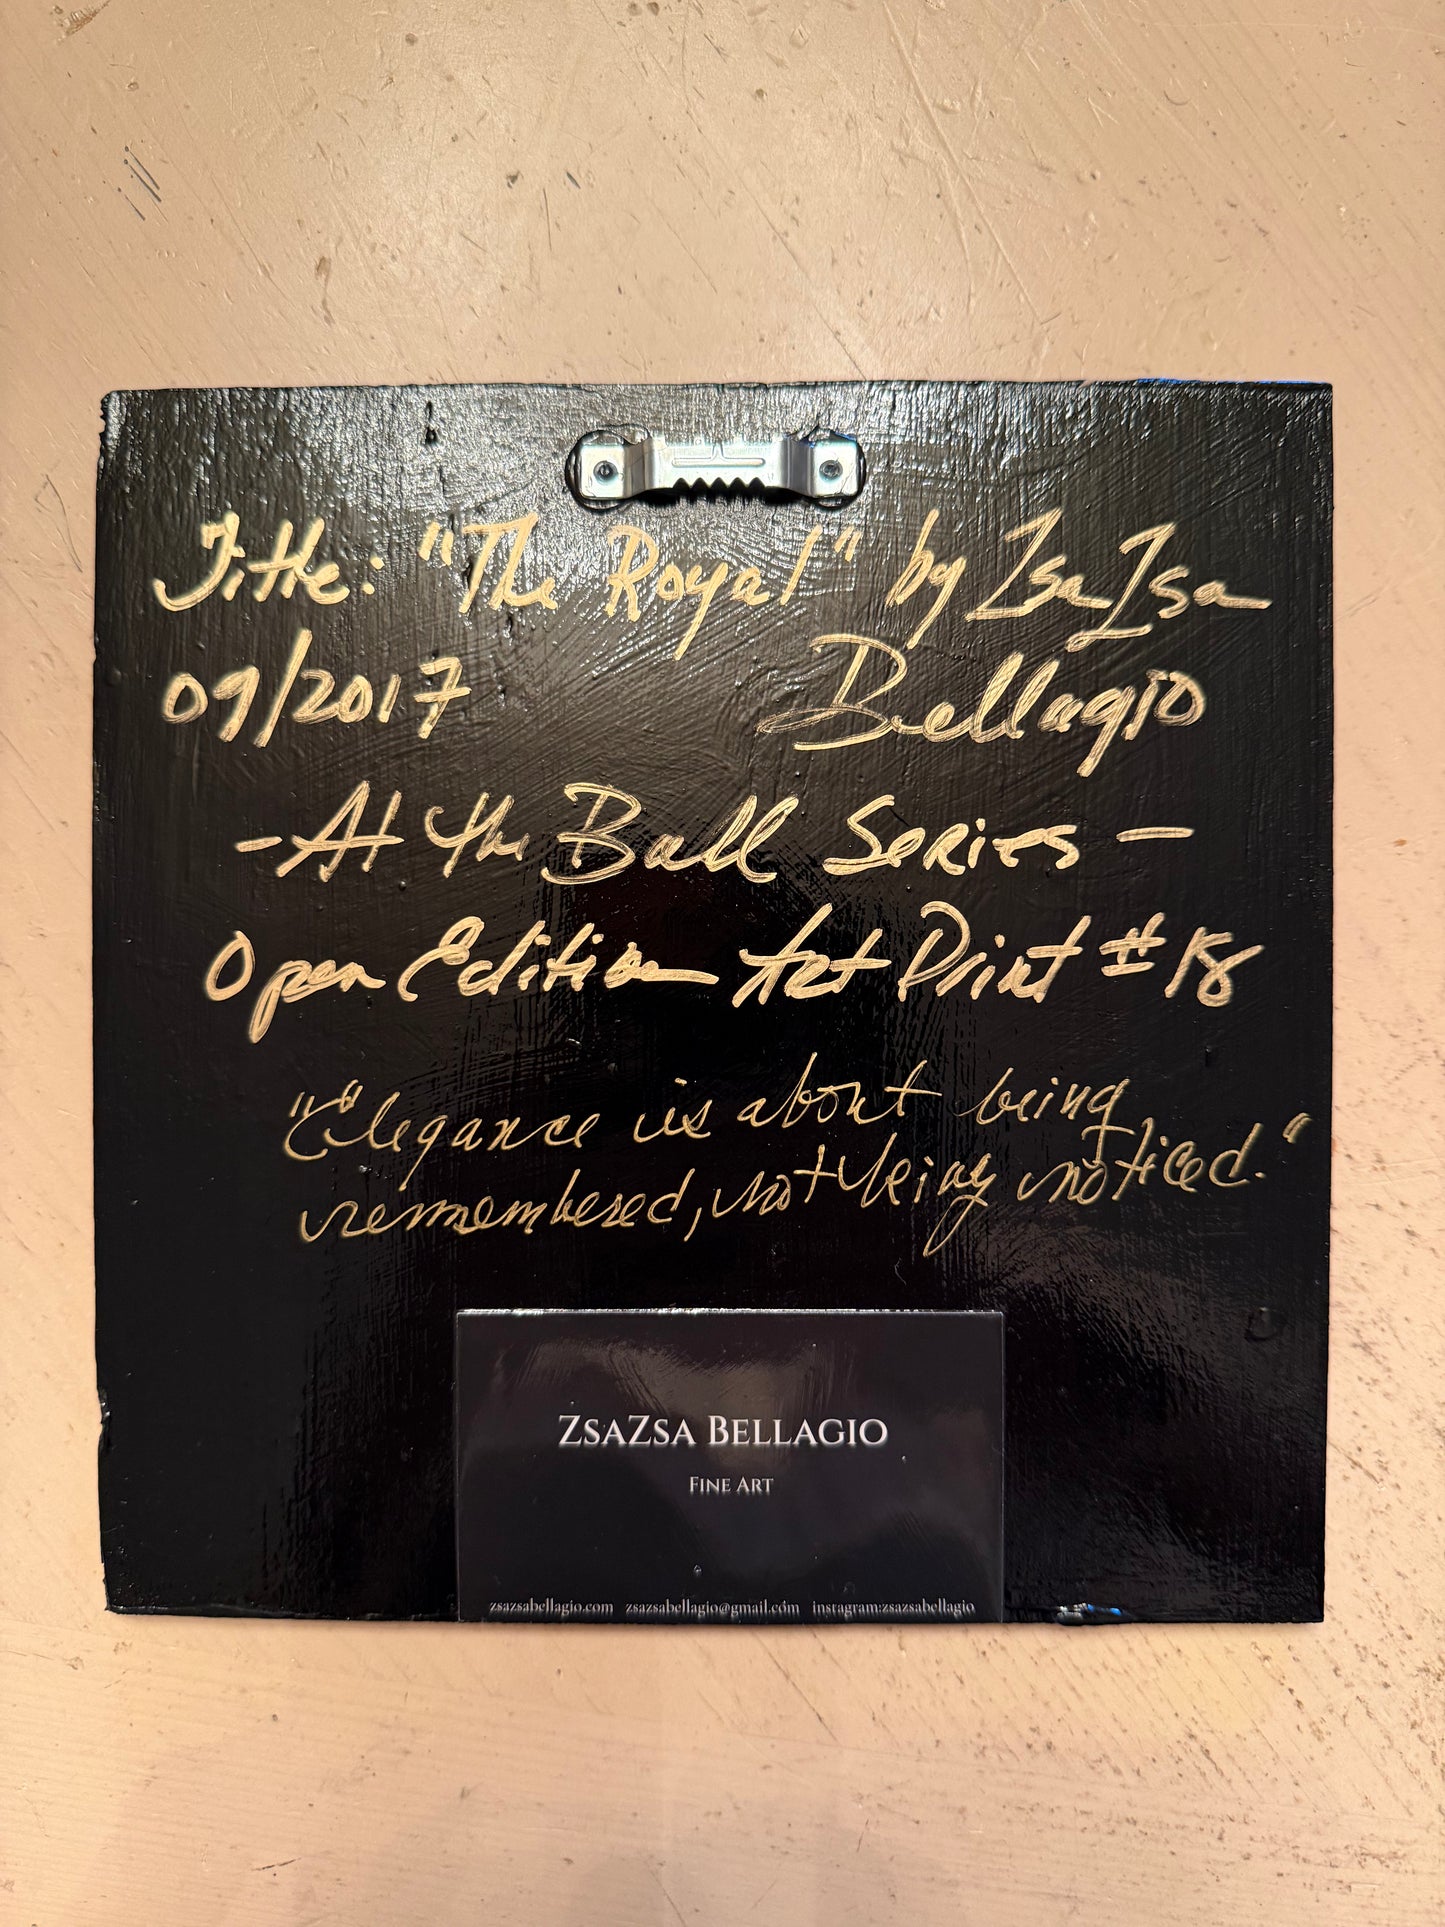 Title: "The Royal" by ZsaZsa
09/2017 Bellagio
- At the Ball Series -
Open Edition Art Print #18
"Elegance is about being
remembered, not being noticed."
ZsaZsa Bellagio
Fine Art
zsazsabellagio.com zsazsabellagio@gmail.com instagram:zsazsabellagio